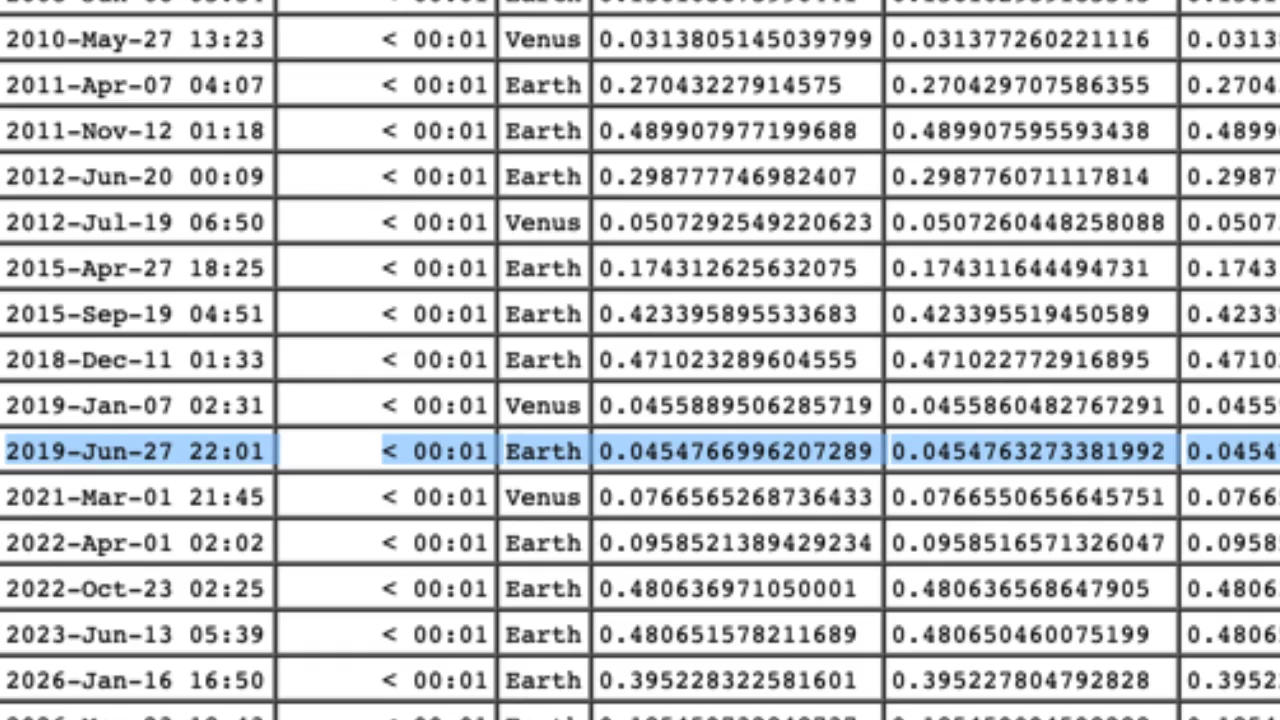 2010-May-27 13:23 < 00:01 Venus 0.0313805145039799 0.031377260221116 0.0313
2011-Apr-07 04:07 < 00:01 Earth 0.27043227914575 0.270429707586355 0.2704
2011-Nov-12 01:18 < 00:01 Earth 0.489907977199688 0.489907595593438 0.4899
2012-Jun-20 00:09 < 00:01 Earth 0.298777746982407 0.298776071117814 0.2987
2012-Jul-19 06:50 < 00:01 Venus 0.0507292549220623 0.0507260448258088 0.0507
2015-Apr-27 18:25 < 00:01 Earth 0.174312625632075 0.174311644494731 0.1743
2015-Sep-19 04:51 < 00:01 Earth 0.423395895533683 0.423395519450589 0.4233
2018-Dec-11 01:33 < 00:01 Earth 0.471023289604555 0.471022772916895 0.4710
2019-Jan-07 02:31 < 00:01 Venus 0.0455889506285719 0.0455860482767291 0.0455
2019-Jun-27 22:01 < 00:01 Earth 0.0454766996207289 0.0454763273381992 0.0454
2021-Mar-01 21:45 < 00:01 Venus 0.0766565268736433 0.0766550656645751 0.0766
2022-Apr-01 02:02 < 00:01 Earth 0.0958521389429234 0.0958516571326047 0.0958
2022-Oct-23 02:25 < 00:01 Earth 0.480636971050001 0.480636568647905 0.4806
2023-Jun-13 05:39 < 00:01 Earth 0.480651578211689 0.480650460075199 0.4806
2026-Jan-16 16:50 < 00:01 Earth 0.395228322581601 0.395227804792828 0.3952